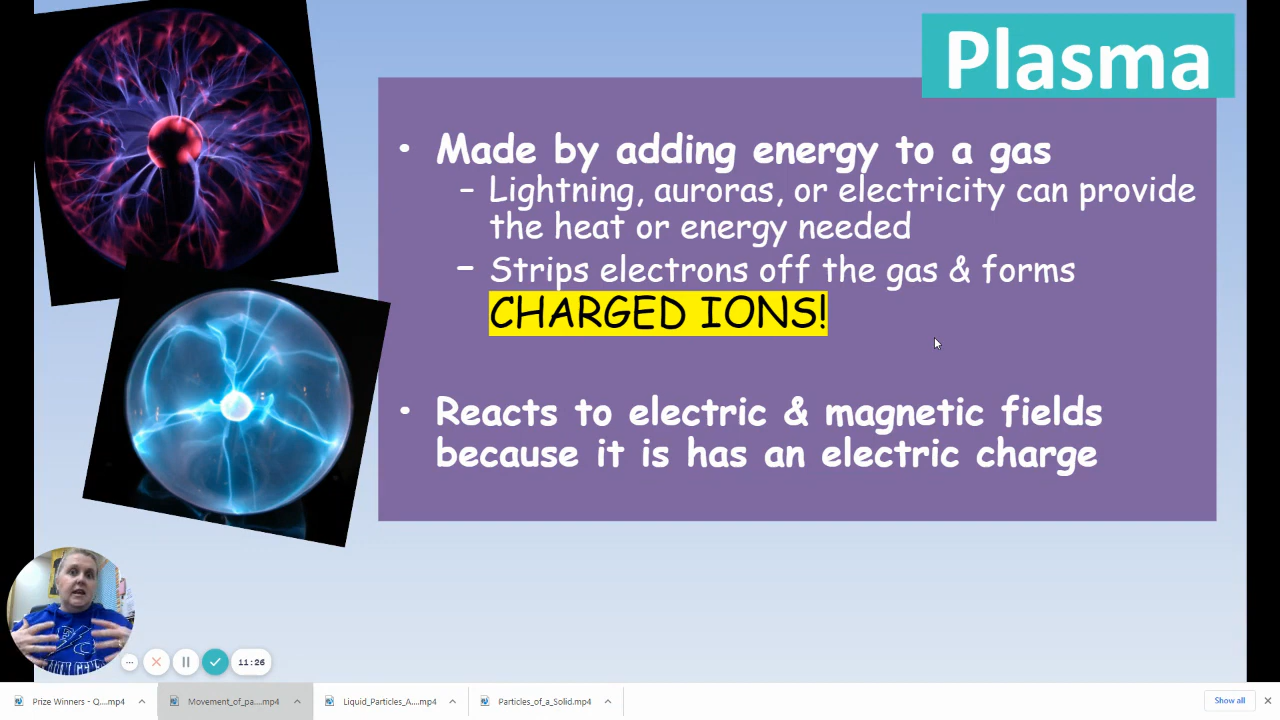 Plasma
• Made by adding energy to a gas
– Lightning, auroras, or electricity can provide
the heat or energy needed
– Strips electrons off the gas & forms
CHARGED IONS!
• Reacts to electric & magnetic fields
because it is has an electric charge
11:26
Prize Winners - Q....mp4
Movement_of_pa....mp4
Liquid_Particles_A....mp4
Particles_of_a_Solid.mp4
Show all